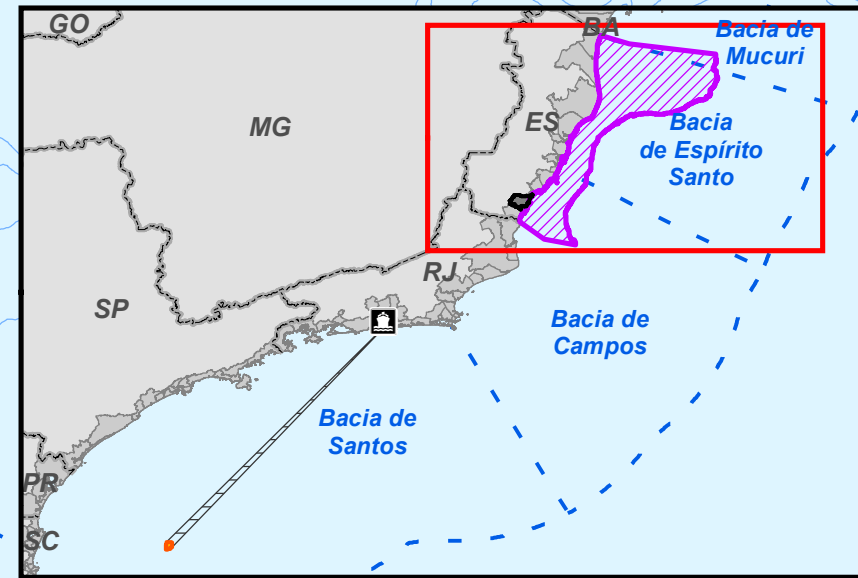 GO
BA
Bacia de
Mucuri
MG
ES
Bacia
de Espírito
Santo
RJ
SP
Bacia de
Campos
Bacia de
Santos
PR
SC